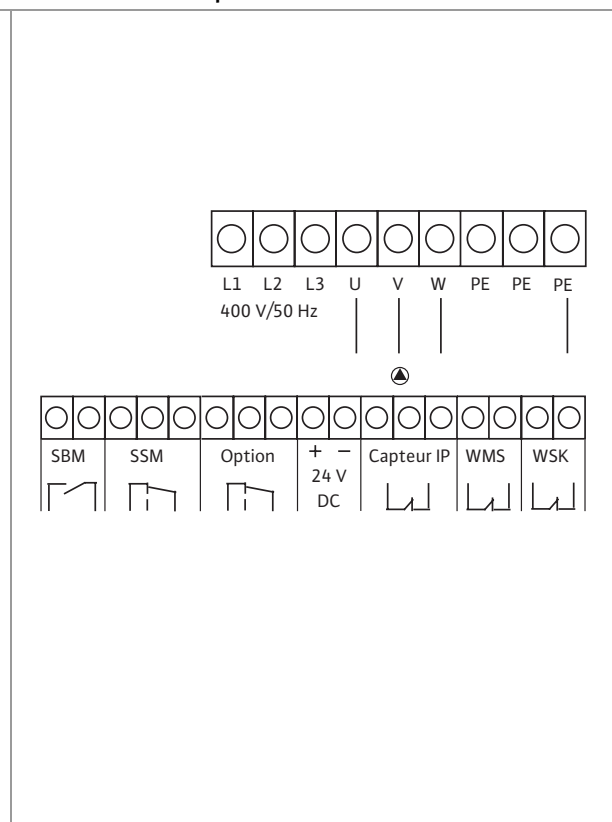 L1 L2 L3 U V W PE PE PE
400 V/50 Hz
SBM SSM Option + − Capteur IP WMS WSK
24 V
DC